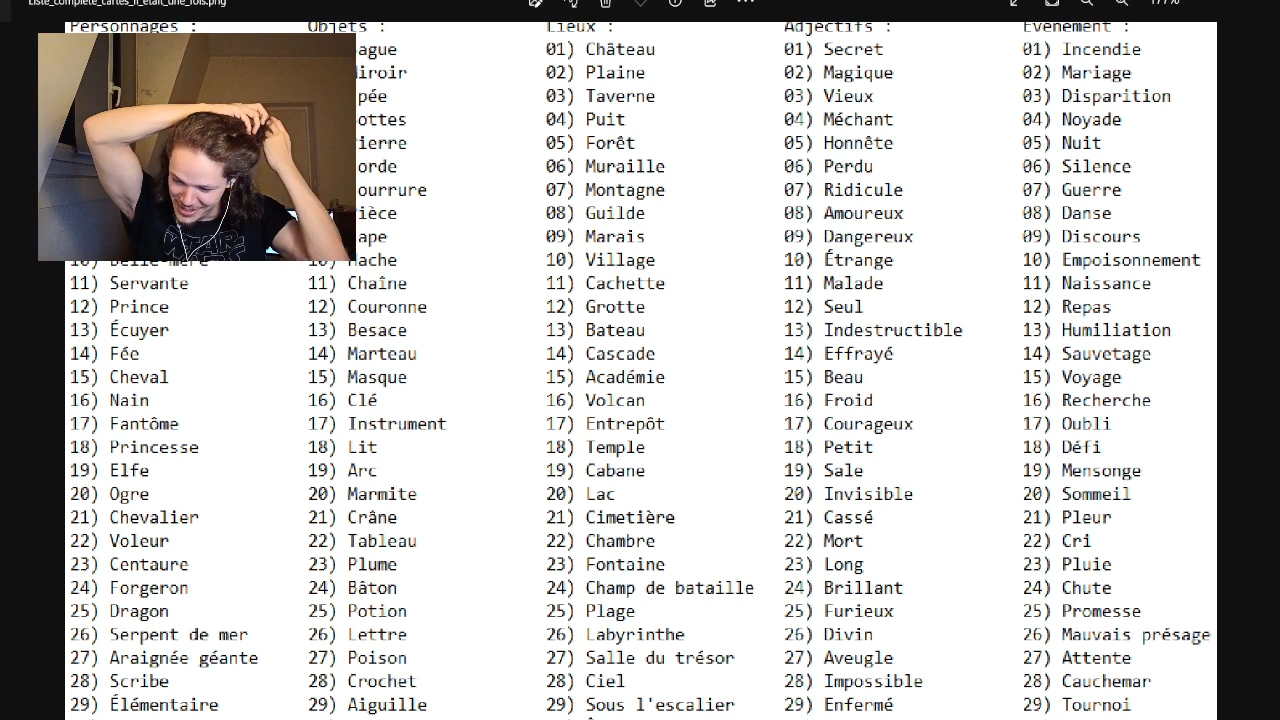 Liste_complete_cartes_il_etait_une_fois.png
177%
Personnages : Objets : Lieux : Adjectifs : Evenement :
01) Château 01) Secret 01) Incendie
02) Plaine 02) Magique 02) Mariage
03) Taverne 03) Vieux 03) Disparition
04) Puit 04) Méchant 04) Noyade
05) Forêt 05) Honnête 05) Nuit
06) Muraille 06) Perdu 06) Silence
07) Montagne 07) Ridicule 07) Guerre
08) Guilde 08) Amoureux 08) Danse
09) Marais 09) Dangereux 09) Discours
10) Belle-mère 10) Hache 10) Village 10) Étrange 10) Empoisonnement
11) Servante 11) Chaîne 11) Cachette 11) Malade 11) Naissance
12) Prince 12) Couronne 12) Grotte 12) Seul 12) Repas
13) Écuyer 13) Besace 13) Bateau 13) Indestructible 13) Humiliation
14) Fée 14) Marteau 14) Cascade 14) Effrayé 14) Sauvetage
15) Cheval 15) Masque 15) Académie 15) Beau 15) Voyage
16) Nain 16) Clé 16) Volcan 16) Froid 16) Recherche
17) Fantôme 17) Instrument 17) Entrepôt 17) Courageux 17) Oubli
18) Princesse 18) Lit 18) Temple 18) Petit 18) Défi
19) Elfe 19) Arc 19) Cabane 19) Sale 19) Mensonge
20) Ogre 20) Marmite 20) Lac 20) Invisible 20) Sommeil
21) Chevalier 21) Crâne 21) Cimetière 21) Cassé 21) Pleur
22) Voleur 22) Tableau 22) Chambre 22) Mort 22) Cri
23) Centaure 23) Plume 23) Fontaine 23) Long 23) Pluie
24) Forgeron 24) Bâton 24) Champ de bataille 24) Brillant 24) Chute
25) Dragon 25) Potion 25) Plage 25) Furieux 25) Promesse
26) Serpent de mer 26) Lettre 26) Labyrinthe 26) Divin 26) Mauvais présage
27) Araignée géante 27) Poison 27) Salle du trésor 27) Aveugle 27) Attente
28) Scribe 28) Crochet 28) Ciel 28) Impossible 28) Cauchemar
29) Élémentaire 29) Aiguille 29) Sous l'escalier 29) Enfermé 29) Tournoi